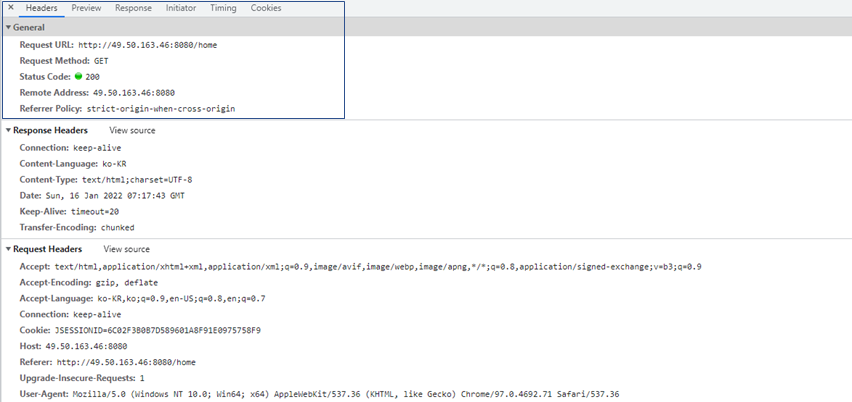 × Headers Preview Response Initiator Timing Cookies
▼ General
Request URL: http://49.50.163.46:8080/home
Request Method: GET
Status Code: 200
Remote Address: 49.50.163.46:8080
Referrer Policy: strict-origin-when-cross-origin
▼ Response Headers View source
Connection: keep-alive
Content-Language: ko-KR
Content-Type: text/html;charset=UTF-8
Date: Sun, 16 Jan 2022 07:17:43 GMT
Keep-Alive: timeout=20
Transfer-Encoding: chunked
▼ Request Headers View source
Accept: text/html,application/xhtml+xml,application/xml;q=0.9,image/avif,image/webp,image/apng,*/*;q=0.8,application/signed-exchange;v=b3;q=0.9
Accept-Encoding: gzip, deflate
Accept-Language: ko-KR,ko;q=0.9,en-US;q=0.8,en;q=0.7
Connection: keep-alive
Cookie: JSESSIONID=6C02F3B0B7D589601A8F91E0975758F9
Host: 49.50.163.46:8080
Referer: http://49.50.163.46:8080/home
Upgrade-Insecure-Requests: 1
User-Agent: Mozilla/5.0 (Windows NT 10.0; Win64; x64) AppleWebKit/537.36 (KHTML, like Gecko) Chrome/97.0.4692.71 Safari/537.36